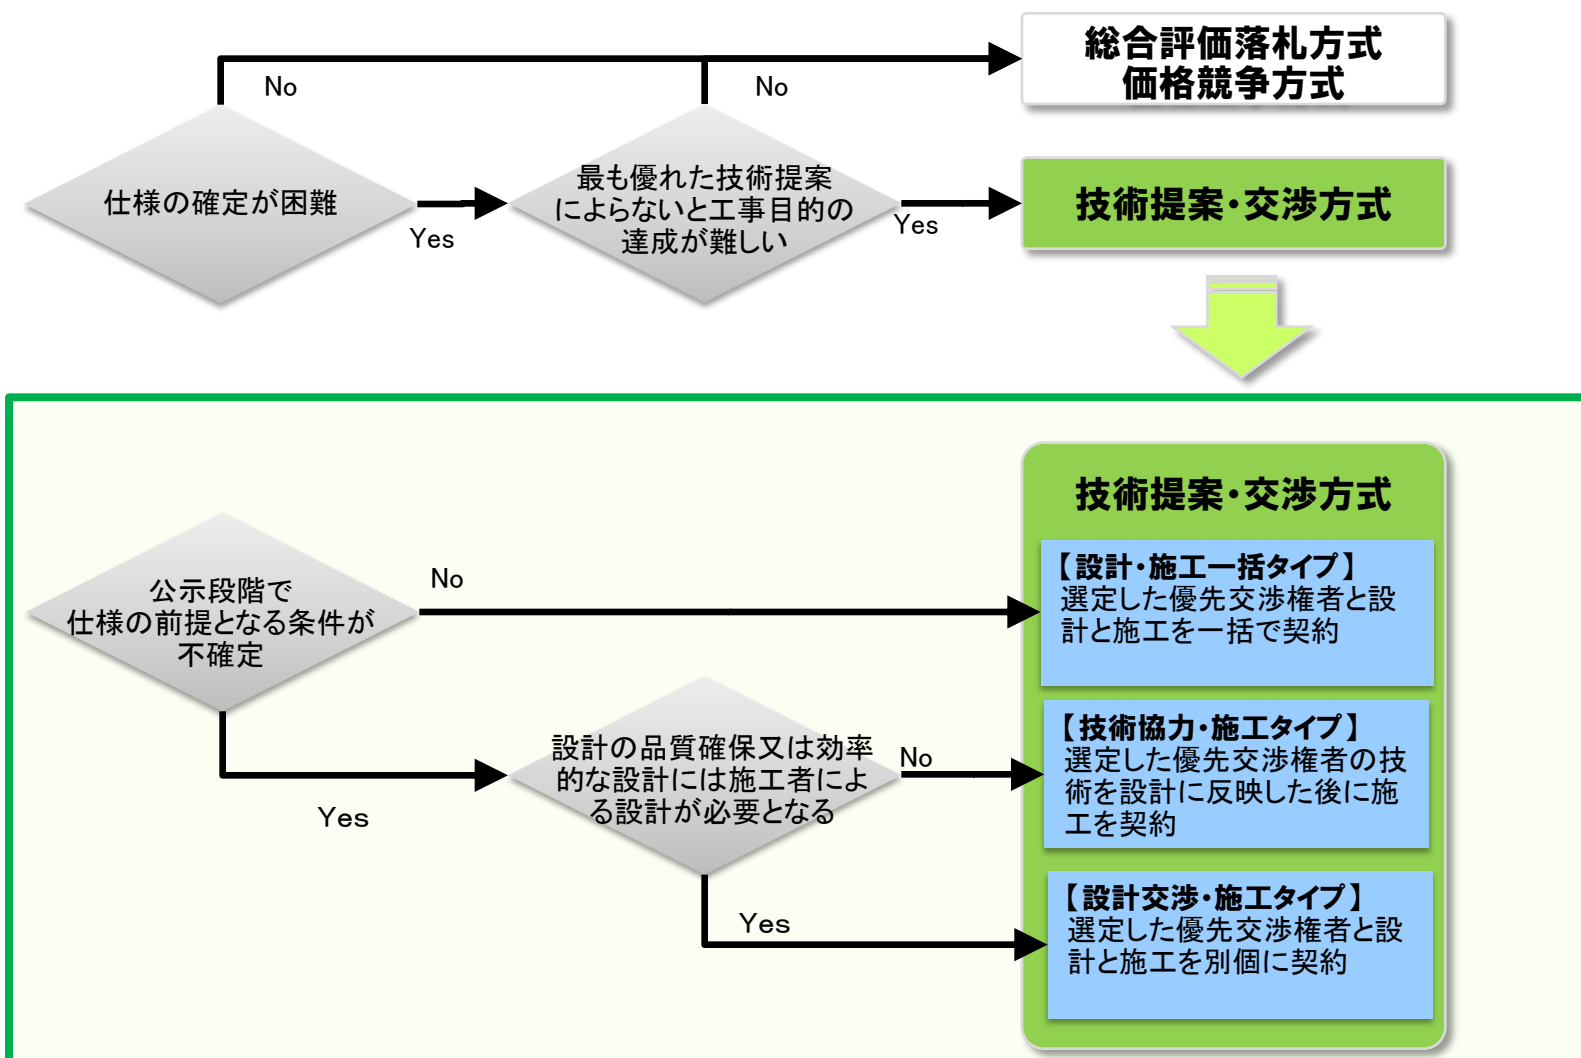 総合評価落札方式
価格競争方式
No
No
仕様の確定が困難
Yes
最も優れた技術提案
によらないと工事目的の
達成が難しい
Yes
技術提案・交渉方式
技術提案・交渉方式
公示段階で
仕様の前提となる条件が
不確定
No
【設計・施工一括タイプ】
選定した優先交渉権者と設
計と施工を一括で契約
Yes
設計の品質確保又は効率
的な設計には施工者によ
る設計が必要となる
No
【技術協力・施工タイプ】
選定した優先交渉権者の技
術を設計に反映した後に施
工を契約
Yes
【設計交渉・施工タイプ】
選定した優先交渉権者と設
計と施工を別個に契約